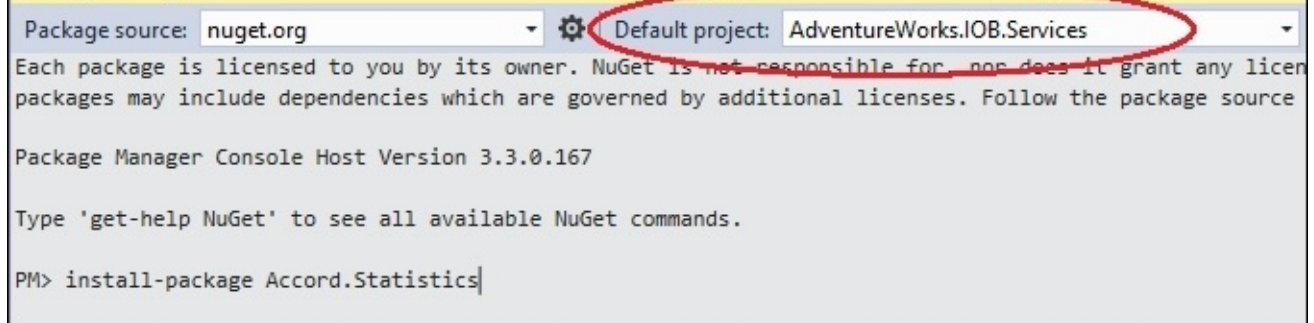 Package source: nuget.org Default project: AdventureWorks.IOB.Services
Each package is licensed to you by its owner. NuGet is not responsible for, nor does it grant any licen
packages may include dependencies which are governed by additional licenses. Follow the package source
Package Manager Console Host Version 3.3.0.167
Type 'get-help NuGet' to see all available NuGet commands.
PM> install-package Accord.Statistics